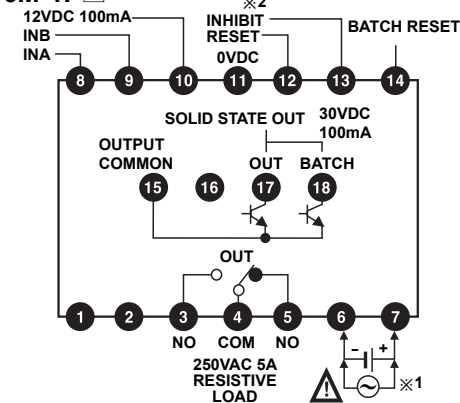 ※2
12VDC 100mA
INHIBIT
INB
RESET
BATCH RESET
INA
0VDC
8 9 10 11 12 13 14
SOLID STATE OUT
30VDC
100mA
OUTPUT
COMMON
OUT
BATCH
15 16 17 18
OUT
1 2 3 4 5 6 7
NO COM NO
250VAC 5A
RESISTIVE
LOAD
- +
※1